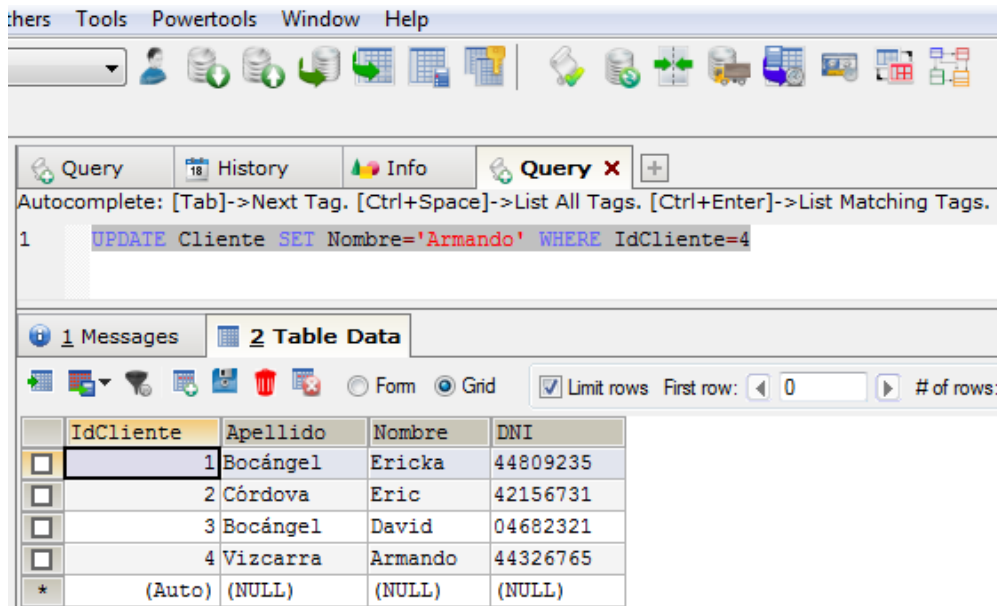 thers Tools Powertools Window Help
Query History Info Query X
Autocomplete: [Tab]->Next Tag. [Ctrl+Space]->List All Tags. [Ctrl+Enter]->List Matching Tags.
1 UPDATE Cliente SET Nombre='Armando' WHERE IdCliente=4
1 Messages 2 Table Data
Form Grid Limit rows First row: 0 # of rows:
IdCliente Apellido Nombre DNI
1 Bocángel Ericka 44809235
2 Córdova Eric 42156731
3 Bocángel David 04682321
4 Vizcarra Armando 44326765
* (Auto) (NULL) (NULL) (NULL)